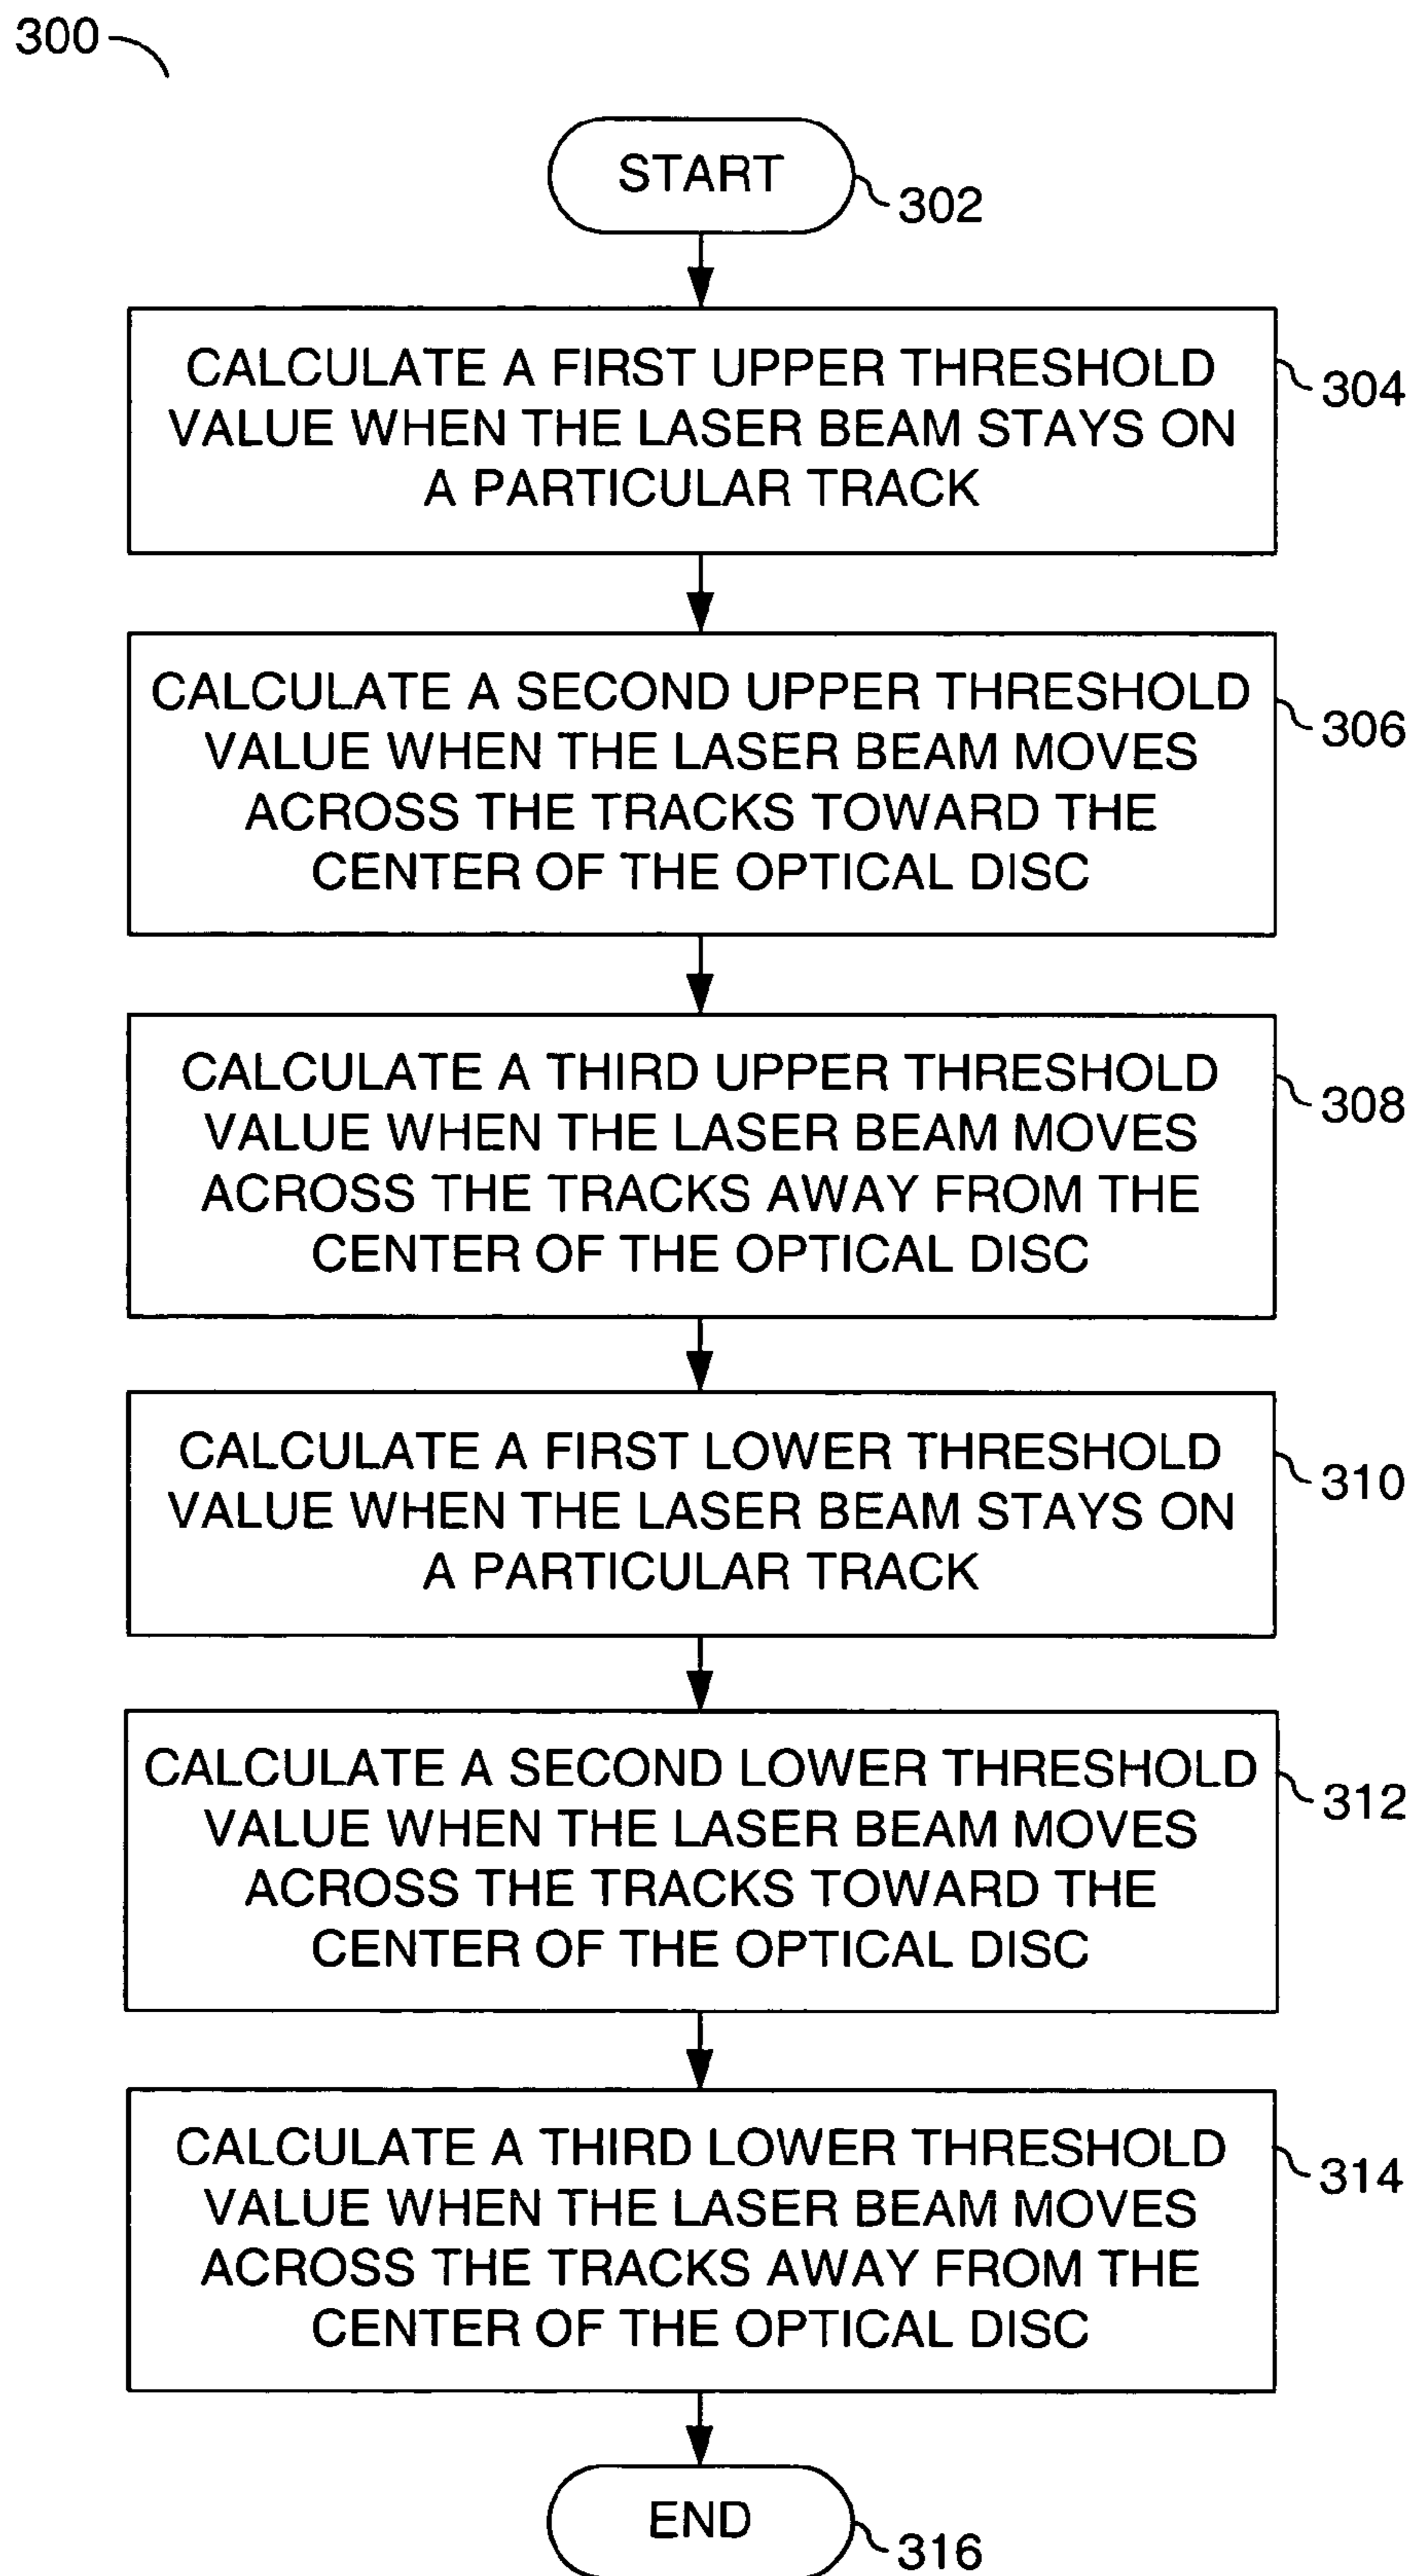 300
START
302
CALCULATE A FIRST UPPER THRESHOLD
VALUE WHEN THE LASER BEAM STAYS ON
A PARTICULAR TRACK
304
CALCULATE A SECOND UPPER THRESHOLD
VALUE WHEN THE LASER BEAM MOVES
ACROSS THE TRACKS TOWARD THE
CENTER OF THE OPTICAL DISC
306
CALCULATE A THIRD UPPER THRESHOLD
VALUE WHEN THE LASER BEAM MOVES
ACROSS THE TRACKS AWAY FROM THE
CENTER OF THE OPTICAL DISC
308
CALCULATE A FIRST LOWER THRESHOLD
VALUE WHEN THE LASER BEAM STAYS ON
A PARTICULAR TRACK
310
CALCULATE A SECOND LOWER THRESHOLD
VALUE WHEN THE LASER BEAM MOVES
ACROSS THE TRACKS TOWARD THE
CENTER OF THE OPTICAL DISC
312
CALCULATE A THIRD LOWER THRESHOLD
VALUE WHEN THE LASER BEAM MOVES
ACROSS THE TRACKS AWAY FROM THE
CENTER OF THE OPTICAL DISC
314
END
316